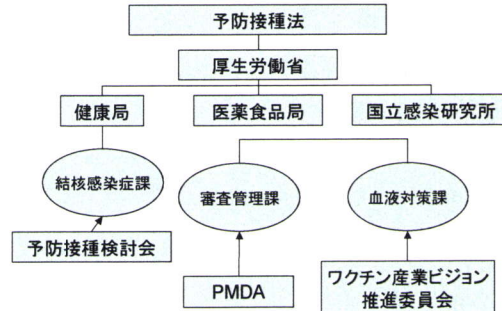 予防接種法
厚生労働省
健康局
医薬食品局
国立感染研究所
結核感染症課
審査管理課
血液対策課
予防接種検討会
PMDA
ワクチン産業ビジョン
推進委員会